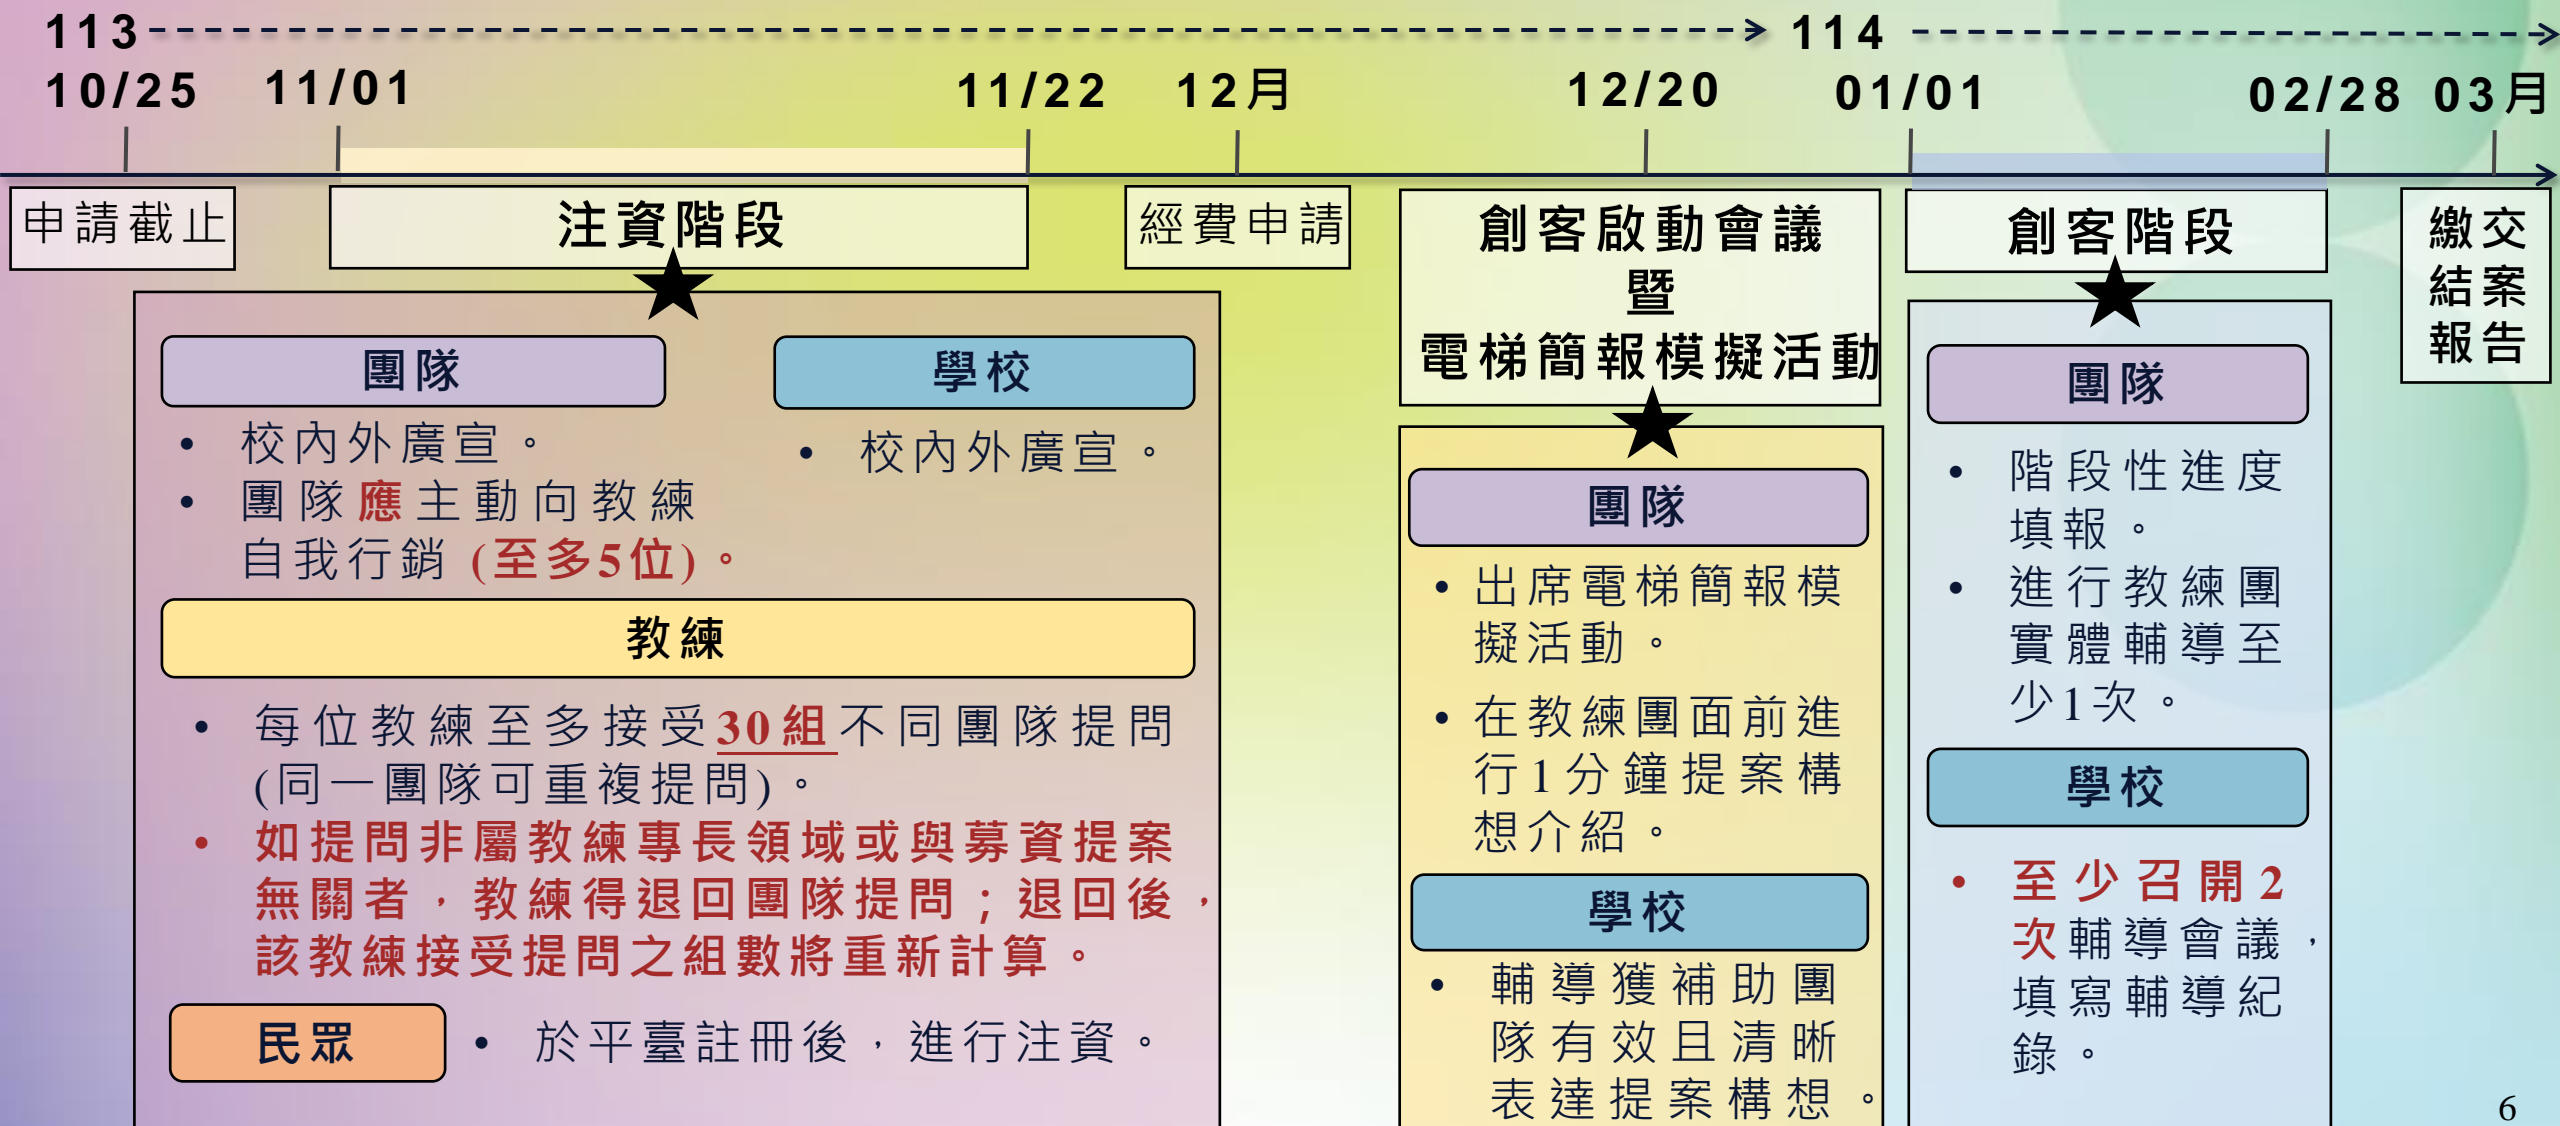 113 114
10/25 11/01 11/22 12月 12/20 01/01 02/28 03月
申請截止
注資階段
團隊
• 校內外廣宣。
• 團隊應主動向教練
自我行銷 (至多5位)。
學校
• 校內外廣宣。
教練
• 每位教練至多接受30組不同團隊提問
(同一團隊可重複提問)。
• 如提問非屬教練專長領域或與募資提案
無關者，教練得退回團隊提問；退回後，
該教練接受提問之組數將重新計算。
民眾
• 於平臺註冊後，進行注資。
經費申請
創客啟動會議
暨
電梯簡報模擬活動
團隊
• 出席電梯簡報模
擬活動。
• 在教練團面前進
行1分鐘提案構
想介紹。
學校
• 輔導獲補助團
隊有效且清晰
表達提案構想。
創客階段
團隊
• 階段性進度
填報。
• 進行教練團
實體輔導至
少1次。
學校
• 至少召開2
次輔導會議，
填寫輔導紀
錄。
繳交
結案
報告
6